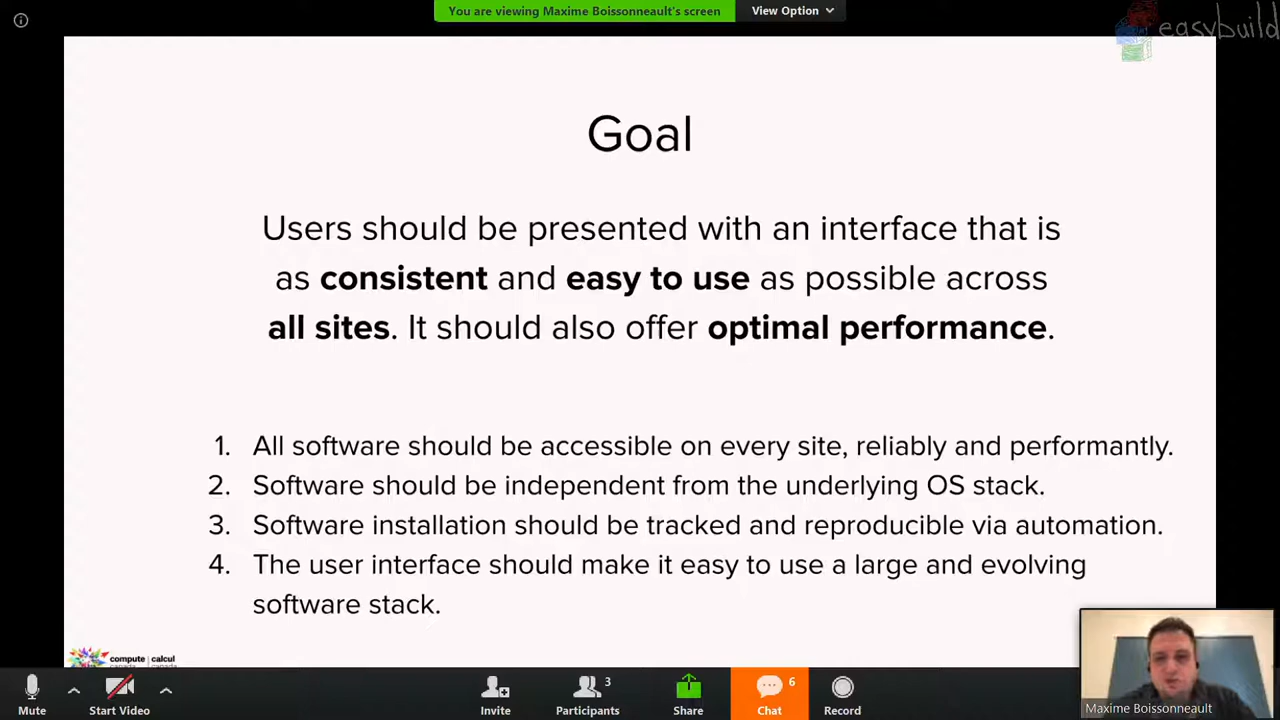 You are viewing Maxime Boissonneault's screen
View Option
easybuild
Goal
Users should be presented with an interface that is
as consistent and easy to use as possible across
all sites. It should also offer optimal performance.
1. All software should be accessible on every site, reliably and performantly.
2. Software should be independent from the underlying OS stack.
3. Software installation should be tracked and reproducible via automation.
4. The user interface should make it easy to use a large and evolving
software stack.
compute | calcul
canada canada
Mute
Start Video
Invite
3
Participants
Share
6
Chat
Record
Maxime Boissonneault